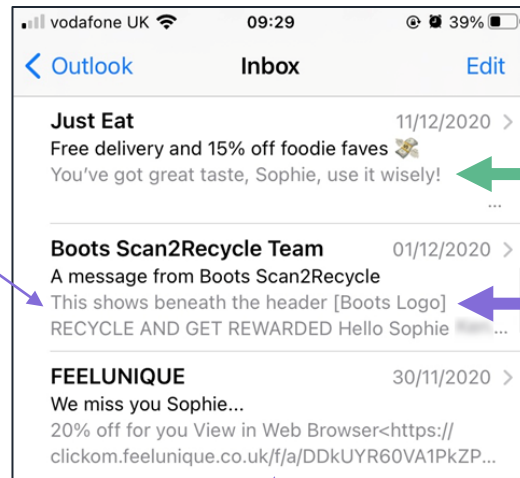 vodafone UK 09:29 39%
Outlook Inbox Edit
Just Eat 11/12/2020
Free delivery and 15% off foodie faves 💸
You've got great taste, Sophie, use it wisely!
...
Boots Scan2Recycle Team 01/12/2020
A message from Boots Scan2Recycle
This shows beneath the header [Boots Logo]
RECYCLE AND GET REWARDED Hello Sophie ...
FEELUNIQUE 30/11/2020
We miss you Sophie...
20% off for you View in Web Browser<https://
clickom.feelunique.co.uk/f/a/DDkUYR60VA1PkZP...